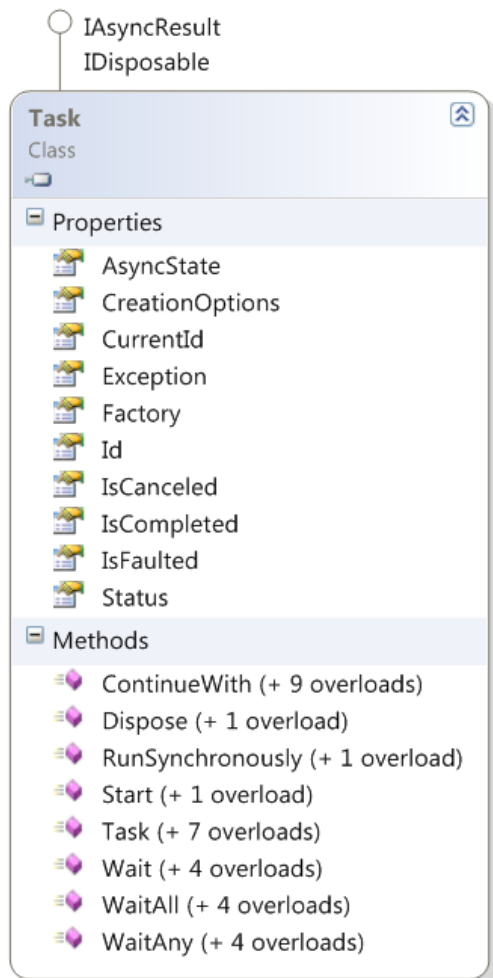 IAsyncResult
IDisposable
Task
Class
Properties
AsyncState
CreationOptions
CurrentId
Exception
Factory
Id
IsCanceled
IsCompleted
IsFaulted
Status
Methods
ContinueWith (+ 9 overloads)
Dispose (+ 1 overload)
RunSynchronously (+ 1 overload)
Start (+ 1 overload)
Task (+ 7 overloads)
Wait (+ 4 overloads)
WaitAll (+ 4 overloads)
WaitAny (+ 4 overloads)